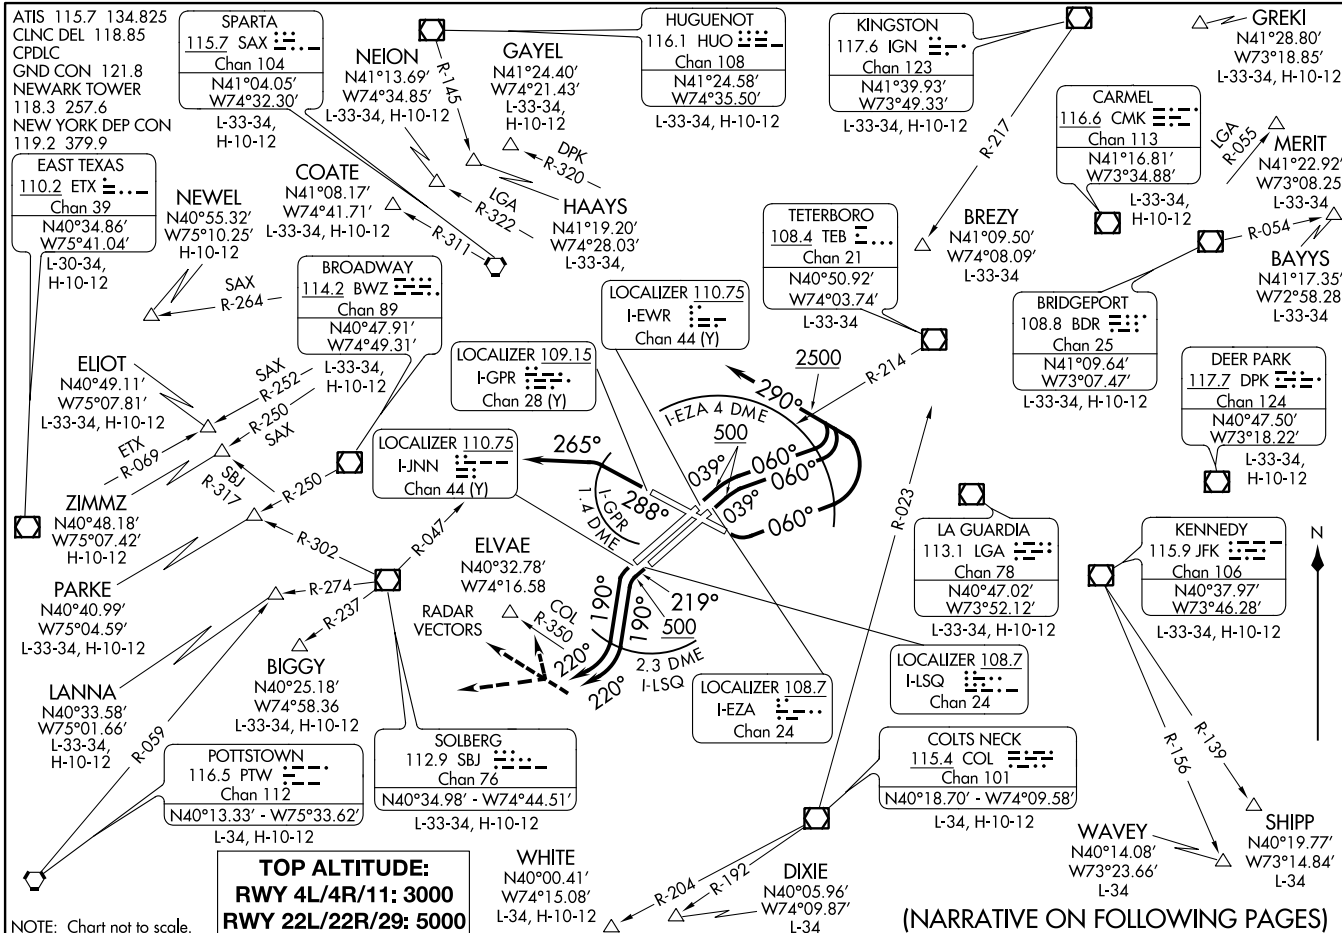 ATIS 115.7 134.825
CLNC DEL 118.85
CPDLC
GND CON 121.8
NEWARK TOWER
118.3 257.6
NEW YORK DEP CON
119.2 379.9
SPARTA
115.7 SAX
Chan 104
N41°04.05'
W74°32.30'
L-33-34,
H-10-12
NEION
N41°13.69'
W74°34.85'
L-33-34, H-10-12
R-145
GAYEL
N41°24.40'
W74°21.43'
L-33-34,
H-10-12
HUGUENOT
116.1 HUO
Chan 108
N41°24.58'
W74°35.50'
L-33-34, H-10-12
KINGSTON
117.6 IGN
Chan 123
N41°39.93'
W73°49.33'
L-33-34, H-10-12
GREKI
N41°28.80'
W73°18.85'
L-33-34, H-10-12
R-217
CARMEL
116.6 CMK
Chan 113
N41°16.81'
W73°34.88'
L-33-34,
H-10-12
LGA
R-055
MERIT
N41°22.92'
W73°08.25
L-33-34
EAST TEXAS
110.2 ETX
Chan 39
N40°34.86'
W75°41.04'
L-30-34,
H-10-12
NEWEL
N40°55.32'
W75°10.25'
H-10-12
COATE
N41°08.17'
W74°41.71'
L-33-34, H-10-12
DPK
R-320
LGA
R-322
R-311
HAAYS
N41°19.20'
W74°28.03'
L-33-34,
TETERBORO
108.4 TEB
Chan 21
N40°50.92'
W74°03.74'
L-33-34
BREZY
N41°09.50'
W74°08.09'
L-33-34
R-054
BAYYS
N41°17.35'
W72°58.28
L-33-34
SAX
R-264
BROADWAY
114.2 BWZ
Chan 89
N40°47.91'
W74°49.31'
L-33-34,
H-10-12
LOCALIZER 110.75
I-EWR
Chan 44 (Y)
BRIDGEPORT
108.8 BDR
Chan 25
N41°09.64'
W73°07.47'
L-33-34, H-10-12
ELIOT
N40°49.11'
W75°07.81'
L-33-34, H-10-12
SAX
R-252
R-250
SAX
LOCALIZER 109.15
I-GPR
Chan 28 (Y)
2500
R-214
290°
I-EZA 4 DME
500
DEER PARK
117.7 DPK
Chan 124
N40°47.50'
W73°18.22'
L-33-34,
H-10-12
ETX
R-069
SBJ
R-317
R-250
LOCALIZER 110.75
I-JNN
Chan 44 (Y)
265°
039°
060°
060°
039°
060°
288°
I-GPR
1.4 DME
ZIMMZ
N40°48.18'
W75°07.42'
H-10-12
R-302
R-047
R-023
LA GUARDIA
113.1 LGA
Chan 78
N40°47.02'
W73°52.12'
L-33-34, H-10-12
KENNEDY
115.9 JFK
Chan 106
N40°37.97'
W73°46.28'
L-33-34, H-10-12
N
PARKE
N40°40.99'
W75°04.59'
L-33-34, H-10-12
R-274
R-237
ELVAE
N40°32.78'
W74°16.58
RADAR
VECTORS
COL
R-350
190°
190°
219°
500
220°
220°
2.3 DME
I-LSQ
BIGGY
N40°25.18'
W74°58.36
L-33-34, H-10-12
LANNA
N40°33.58'
W75°01.66'
L-33-34,
H-10-12
R-059
LOCALIZER 108.7
I-EZA
Chan 24
LOCALIZER 108.7
I-LSQ
Chan 24
POTTSTOWN
116.5 PTW
Chan 112
N40°13.33' - W75°33.62'
L-34, H-10-12
SOLBERG
112.9 SBJ
Chan 76
N40°34.98' - W74°44.51'
L-33-34, H-10-12
COLTS NECK
115.4 COL
Chan 101
N40°18.70' - W74°09.58'
L-34, H-10-12
R-139
R-156
SHIPP
N40°19.77'
W73°14.84'
L-34
WAVEY
N40°14.08'
W73°23.66'
L-34
TOP ALTITUDE:
RWY 4L/4R/11: 3000
RWY 22L/22R/29: 5000
WHITE
N40°00.41'
W74°15.08'
L-34, H-10-12
R-204
R-192
DIXIE
N40°05.96'
W74°09.87'
L-34
NOTE: Chart not to scale.
(NARRATIVE ON FOLLOWING PAGES)